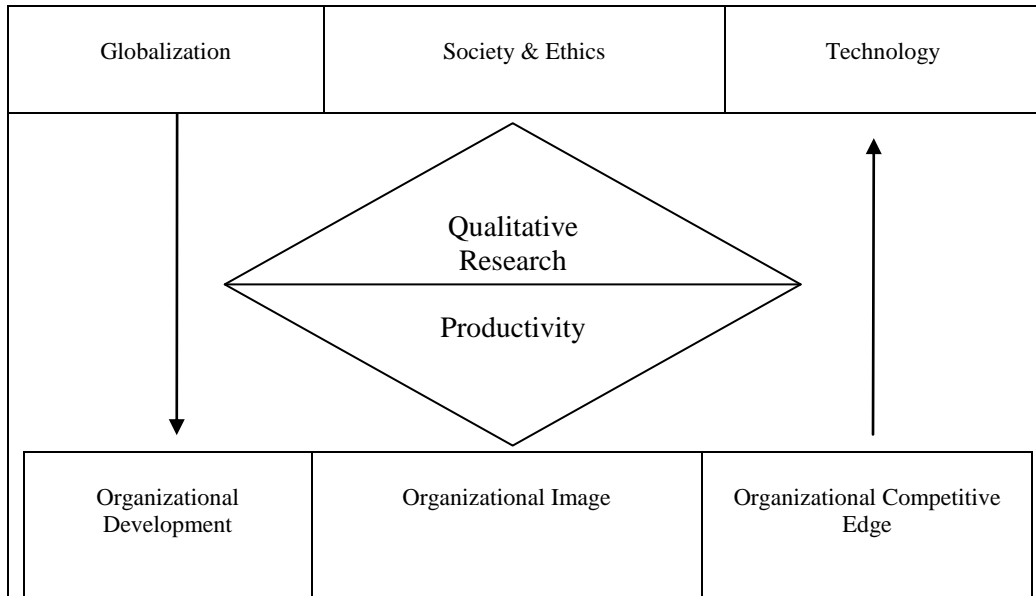 Globalization
Society & Ethics
Technology
Qualitative
Research
Productivity
Organizational
Development
Organizational Image
Organizational Competitive
Edge